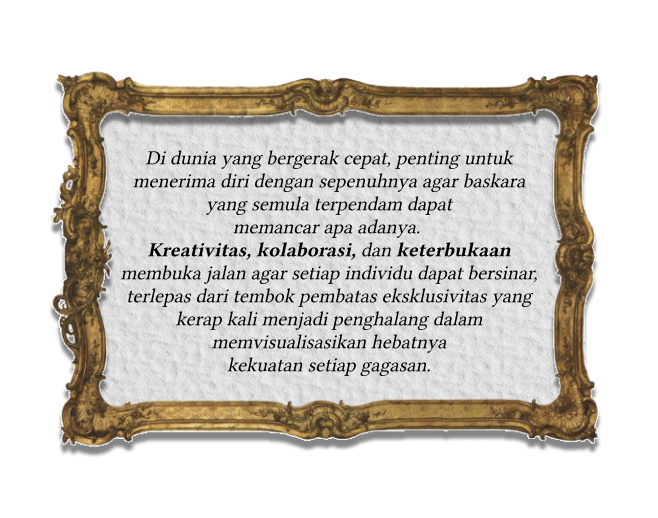 Di dunia yang bergerak cepat, penting untuk
menerima diri dengan sepenuhnya agar baskara
yang semula terpendam dapat
memancar apa adanya.
Kreativitas, kolaborasi, dan keterbukaan
membuka jalan agar setiap individu dapat bersinar,
terlepas dari tembok pembatas eksklusivitas yang
kerap kali menjadi penghalang dalam
memvisualisasikan hebatnya
kekuatan setiap gagasan.